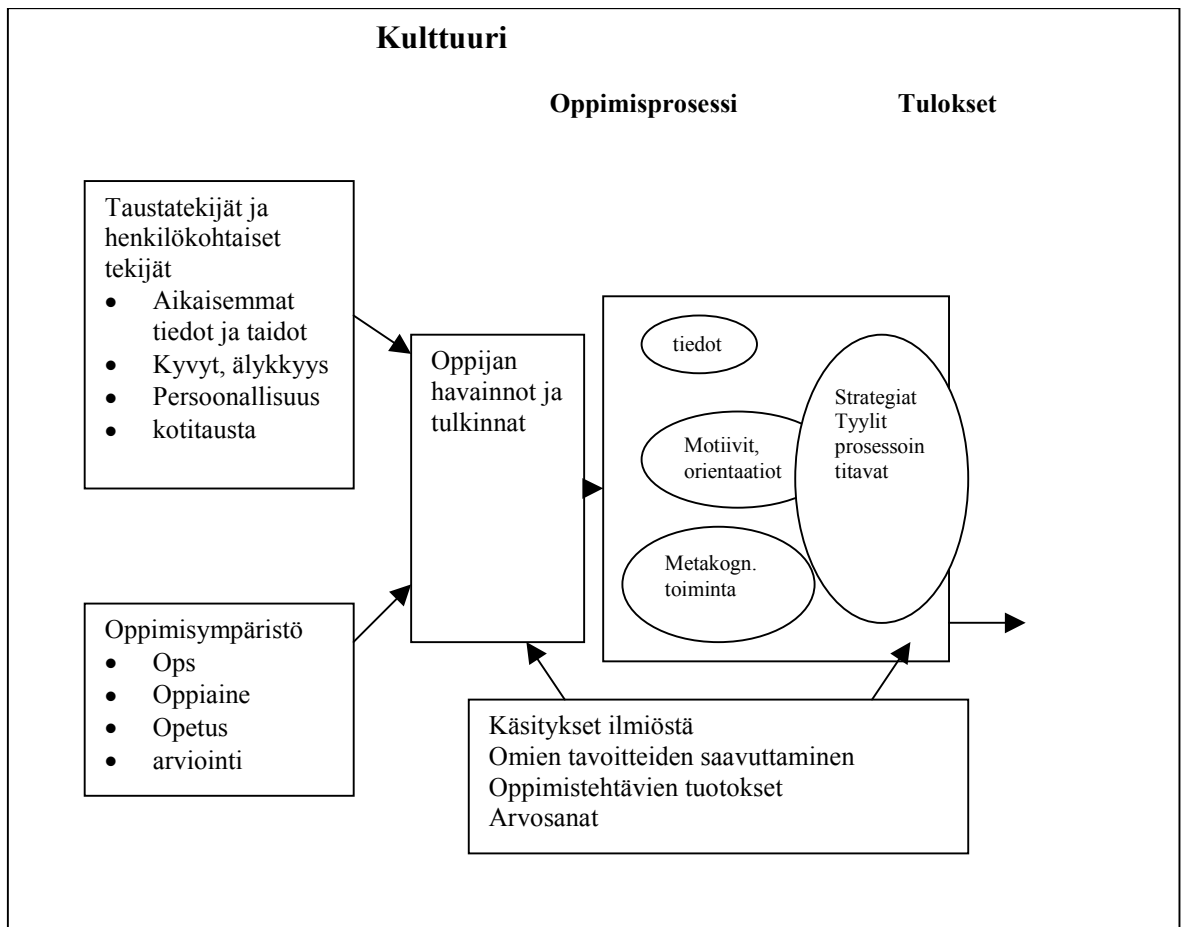 Kulttuuri
Oppimisprosessi
Tulokset
Taustatekijät ja
henkilökohtaiset
tekijät
• Aikaisemmat
tiedot ja taidot
• Kyvyt, älykkyys
• Persoonallisuus
• kotitausta
Oppimisympäristö
• Ops
• Oppiaine
• Opetus
• arviointi
Oppijan
havainnot ja
tulkinnat
tiedot
Motiivit,
orientaatiot
Metakogn.
toiminta
Strategiat
Tyylit
prosessoin
titavat
Käsitykset ilmiöstä
Omien tavoitteiden saavuttaminen
Oppimistehtävien tuotokset
Arvosanat